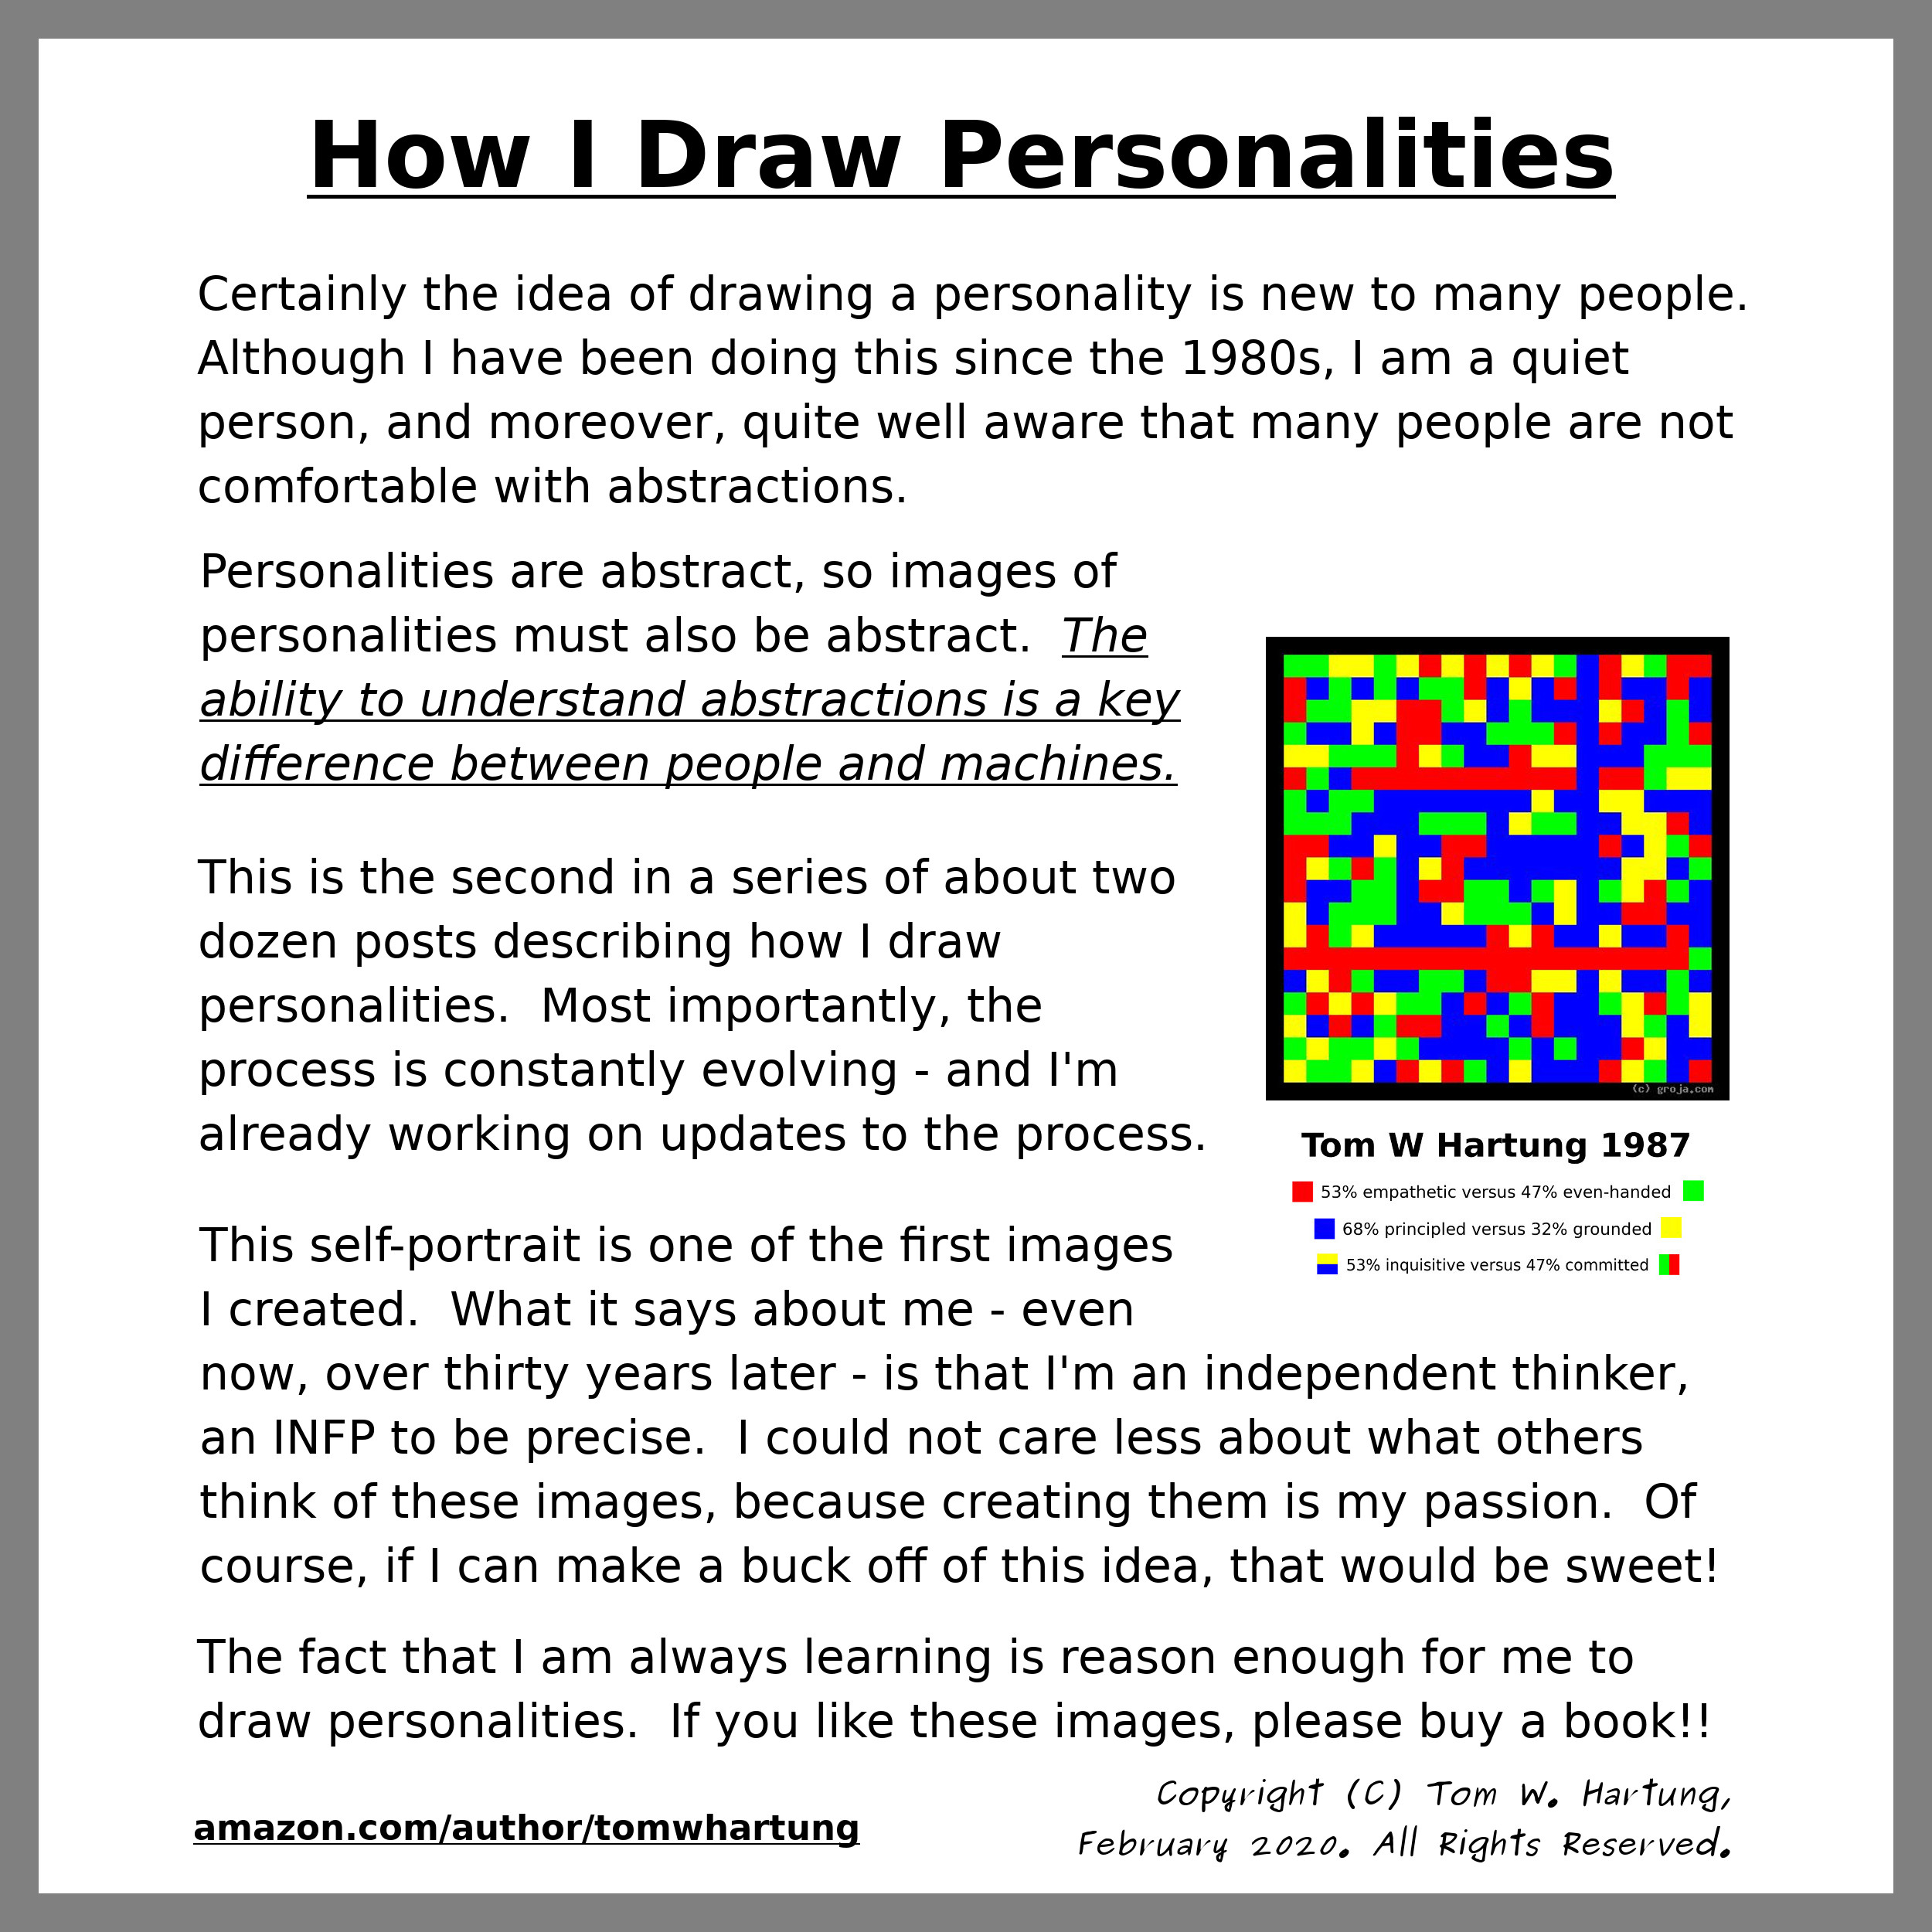 How I Draw Personalities
Certainly the idea of drawing a personality is new to many people.
Although I have been doing this since the 1980s, I am a quiet
person, and moreover, quite well aware that many people are not
comfortable with abstractions.
Personalities are abstract, so images of
personalities must also be abstract. The
ability to understand abstractions is a key
difference between people and machines.
This is the second in a series of about two
dozen posts describing how I draw
personalities. Most importantly, the
process is constantly evolving - and I'm
already working on updates to the process.
(c) groja.com
Tom W Hartung 1987
53% empathetic versus 47% even-handed
68% principled versus 32% grounded
53% inquisitive versus 47% committed
This self-portrait is one of the first images
I created. What it says about me - even
now, over thirty years later - is that I'm an independent thinker,
an INFP to be precise. I could not care less about what others
think of these images, because creating them is my passion. Of
course, if I can make a buck off of this idea, that would be sweet!
The fact that I am always learning is reason enough for me to
draw personalities. If you like these images, please buy a book!!
amazon.com/author/tomwhartung
Copyright (C) Tom W. Hartung,
February 2020. All Rights Reserved.